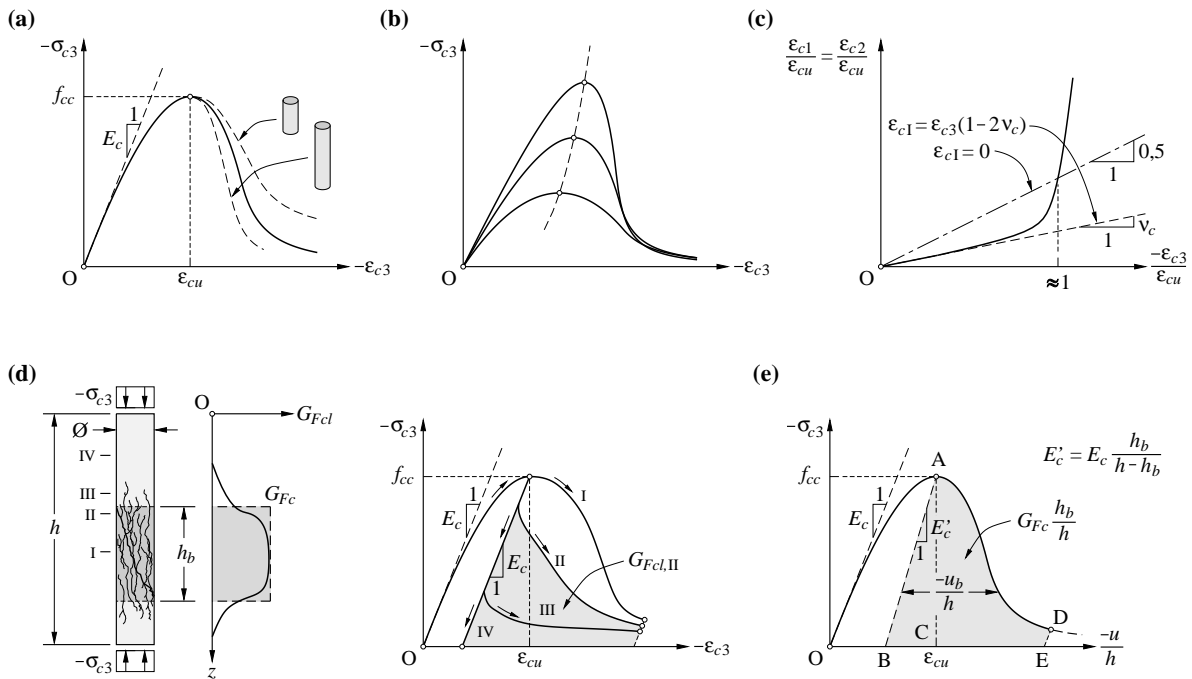 (a)
−σc3
fcc
1
Ec
O
εcu
−εc3
(b)
−σc3
O
−εc3
(c)
εc1/εcu = εc2/εcu
εcI = εc3(1−2νc)
εcI = 0
0,5
1
νc
1
O
≈1
−εc3/εcu
(d)
−σc3
Ø
IV
III
II
I
h
hb
−σc3
O
GFcl
GFc
z
−σc3
fcc
1
Ec
I
Ec
1
II
GFcl,II
III
IV
O
εcu
−εc3
(e)
−σc3
fcc
A
E'c = Ec hb/h−hb
1
Ec
E'c
1
GFc hb/h
−ub/h
C
D
O
B
εcu
E
−u/h